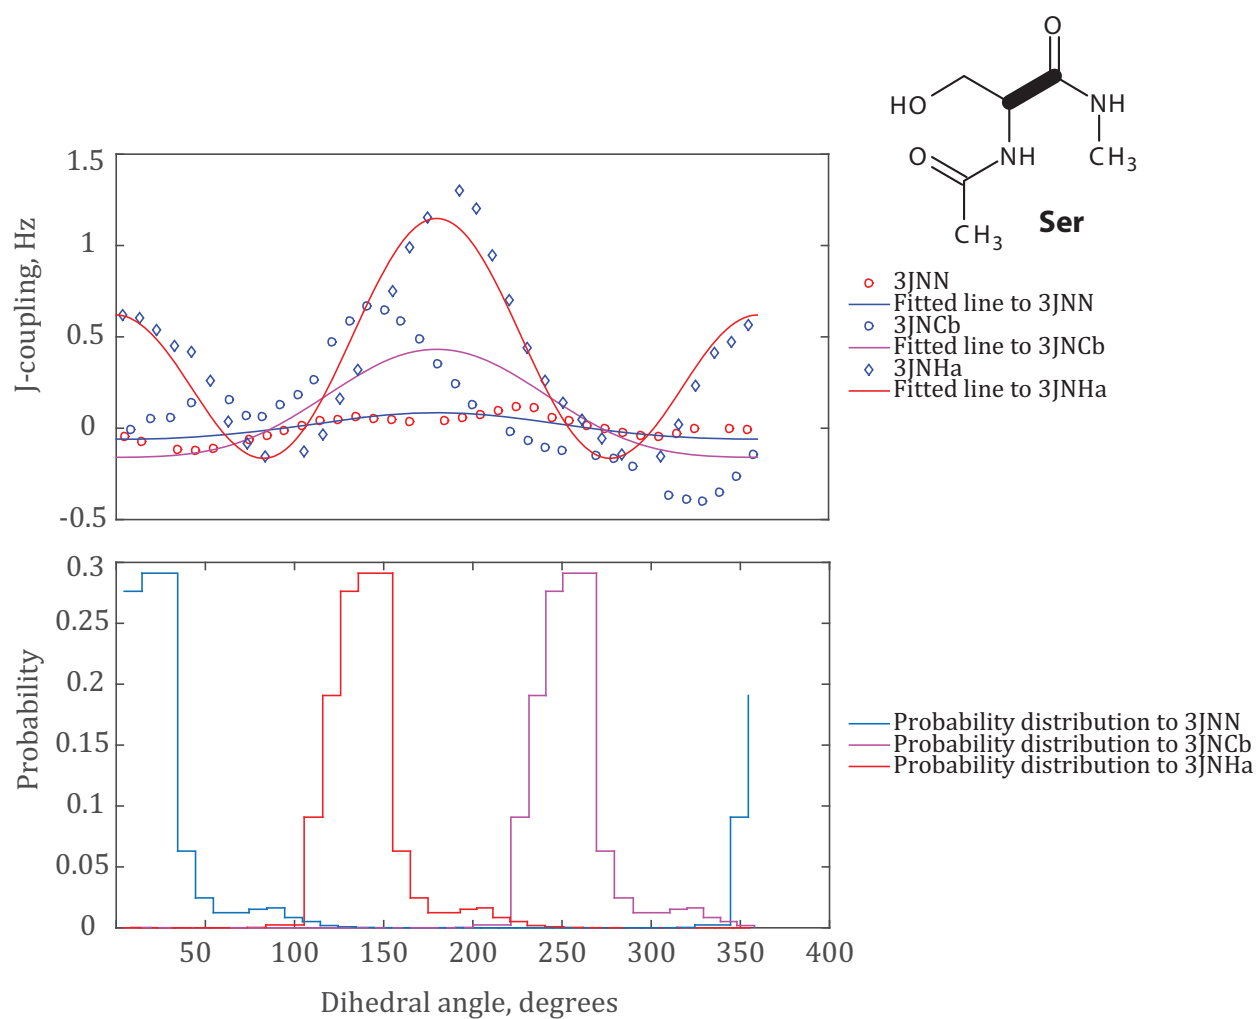 O
HO
NH
O
NH
CH3
CH3
Ser
1.5
1
0.5
0
-0.5
J-coupling, Hz
3JNN
Fitted line to 3JNN
3JNCb
Fitted line to 3JNCb
3JNHa
Fitted line to 3JNHa
0.3
0.25
0.2
0.15
0.1
0.05
0
Probability
Probability distribution to 3JNN
Probability distribution to 3JNCb
Probability distribution to 3JNHa
50 100 150 200 250 300 350 400
Dihedral angle, degrees